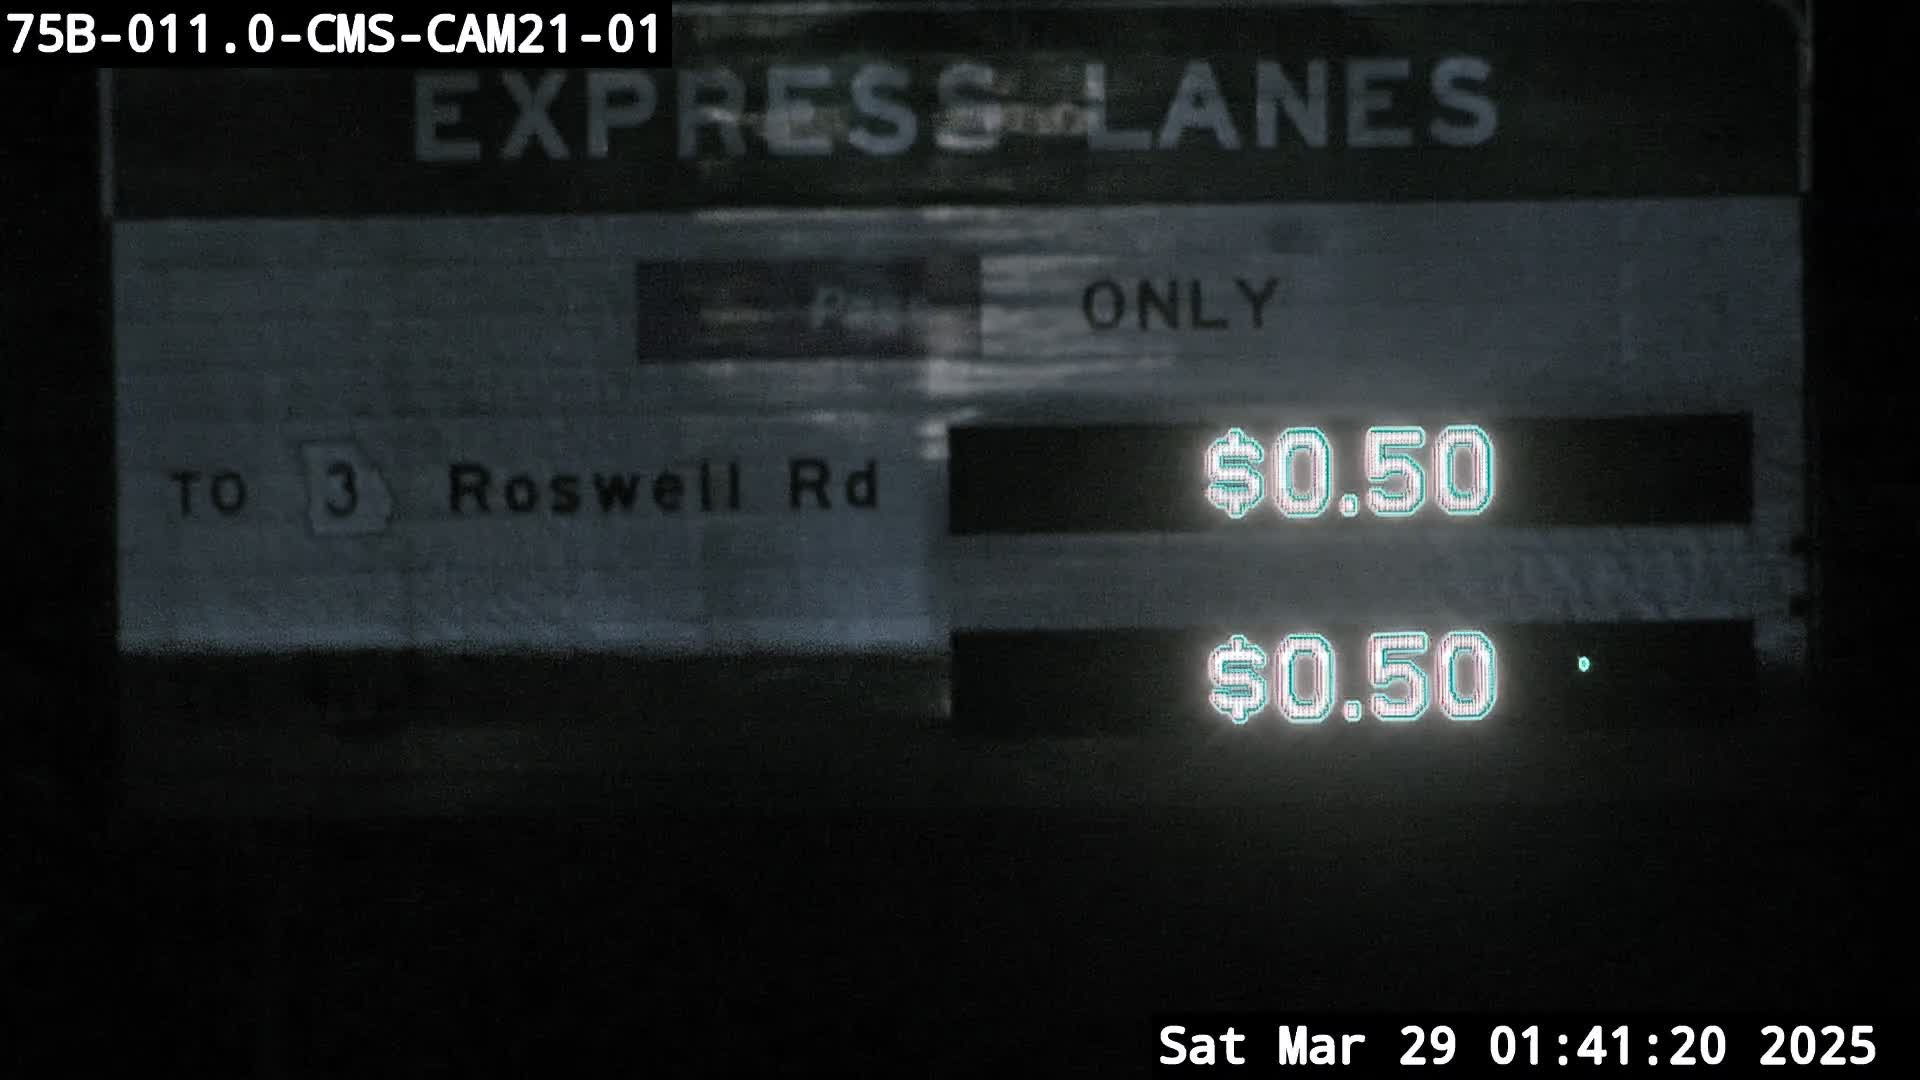 75B-011.0-CMS-CAM21-01
EXPRESS LANES
ONLY
TO 3 Roswell Rd $0.50
$0.50
Sat Mar 29 01:41:20 2025